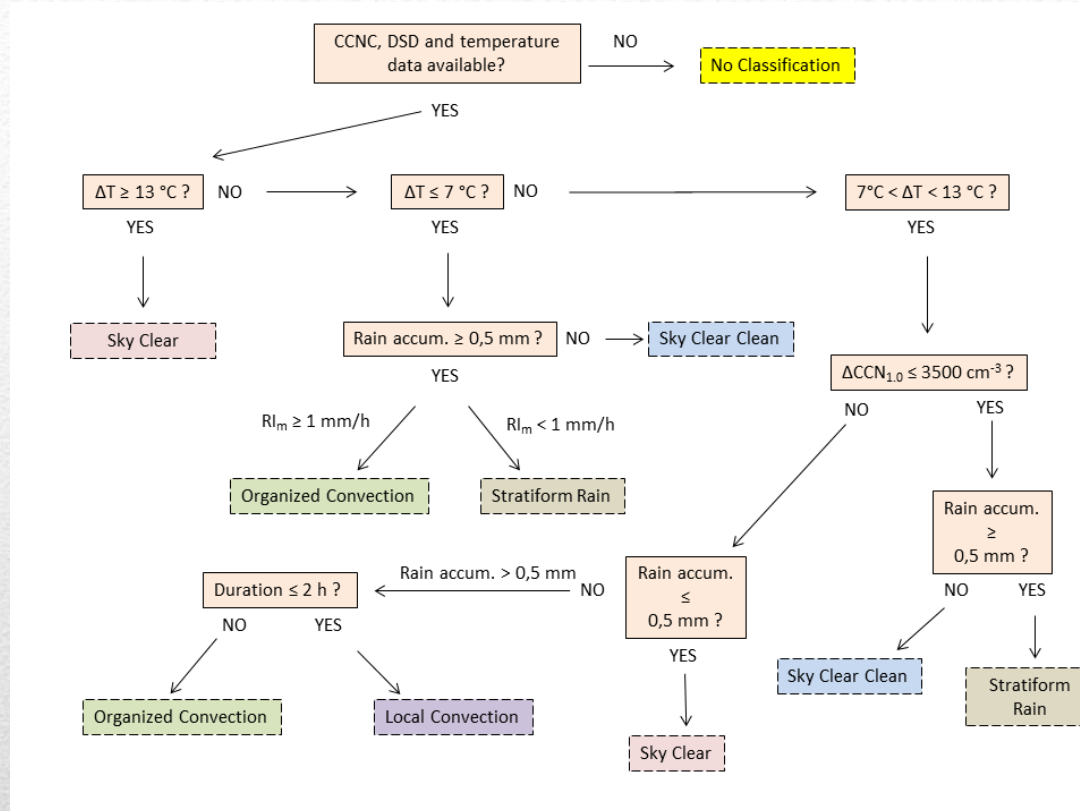 CCNC, DSD and temperature
data available?
NO
No Classification
YES
ΔT ≥ 13 °C ?
NO
ΔT ≤ 7 °C ?
NO
7°C < ΔT < 13 °C ?
YES
YES
YES
Sky Clear
Rain accum. ≥ 0,5 mm ?
NO
Sky Clear Clean
ΔCCN1.0 ≤ 3500 cm-3 ?
YES
NO
YES
RIm ≥ 1 mm/h
RIm < 1 mm/h
Organized Convection
Stratiform Rain
Rain accum.
≥
0,5 mm ?
NO
YES
Duration ≤ 2 h ?
Rain accum. > 0,5 mm
NO
Rain accum.
≤
0,5 mm ?
NO
YES
YES
Sky Clear Clean
Stratiform
Rain
Organized Convection
Local Convection
Sky Clear